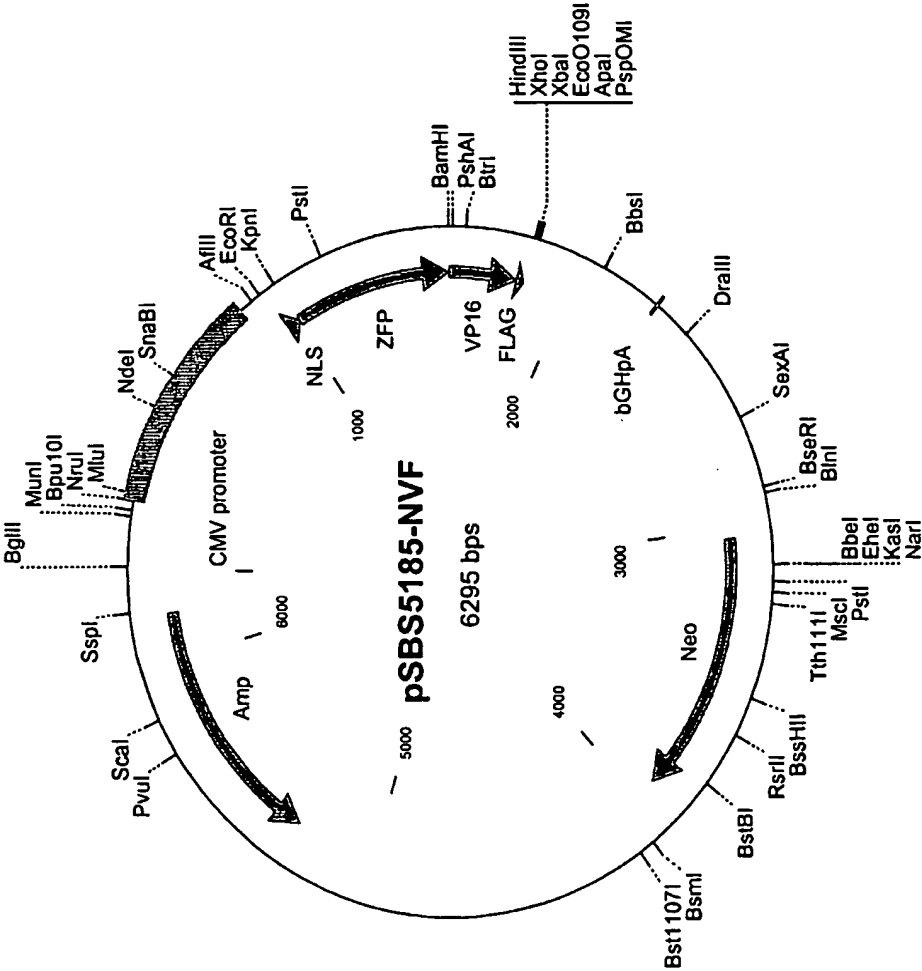 pSBS5185-NVF
6295 bps
BglII
MunI
Bpu10I
NruI
MluI
NdeI
SnaBI
AflII
EcoRI
KpnI
PstI
BamHI
PshAI
BtrI
HindIII
XhoI
XbaI
EcoO109I
ApaI
PspOMI
BbsI
DraIII
SexAI
BseRI
BlnI
BbeI
EheI
KasI
NarI
PstI
MscI
Tth111I
BssHII
RsrII
BstBI
BsmI
Bst1107I
PvuI
ScaI
SspI
CMV promoter
NLS
ZFP
VP16
FLAG
bGHpA
Neo
Amp
1000
2000
3000
4000
5000
6000